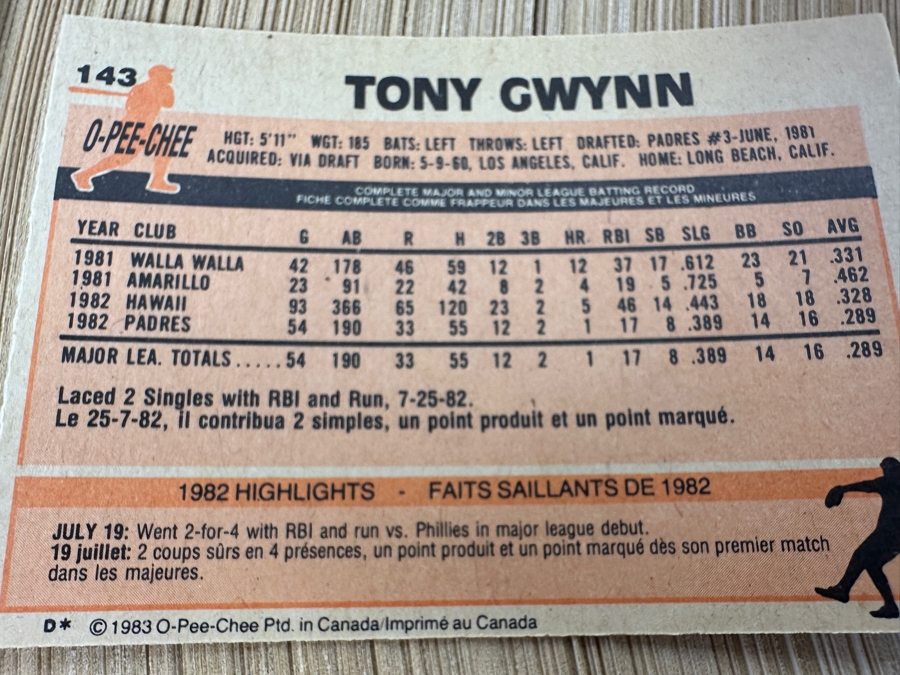 143
TONY GWYNN
O-PEE-CHEE
HGT: 5'11" WGT: 185 BATS: LEFT THROWS: LEFT DRAFTED: PADRES #3-JUNE, 1981
ACQUIRED: VIA DRAFT BORN: 5-9-60, LOS ANGELES, CALIF. HOME: LONG BEACH, CALIF.
COMPLETE MAJOR AND MINOR LEAGUE BATTING RECORD
FICHE COMPLETE COMME FRAPPEUR DANS LES MAJEURES ET LES MINEURES
YEAR CLUB G AB R H 2B 3B HR RBI SB SLG BB SO AVG
1981 WALLA WALLA 42 178 46 59 12 1 12 37 17 .612 23 21 .331
1981 AMARILLO 23 91 22 42 8 2 4 19 5 .725 5 7 .462
1982 HAWAII 93 366 65 120 23 2 5 46 14 .443 18 18 .328
1982 PADRES 54 190 33 55 12 2 1 17 8 .389 14 16 .289
MAJOR LEA. TOTALS.....54 190 33 55 12 2 1 17 8 .389 14 16 .289
Laced 2 Singles with RBI and Run, 7-25-82.
Le 25-7-82, il contribua 2 simples, un point produit et un point marqué.
1982 HIGHLIGHTS - FAITS SAILLANTS DE 1982
JULY 19: Went 2-for-4 with RBI and run vs. Phillies in major league debut.
19 juillet: 2 coups sûrs en 4 présences, un point produit et un point marqué dès son premier match
dans les majeures.
D* © 1983 O-Pee-Chee Ptd. in Canada/Imprimé au Canada